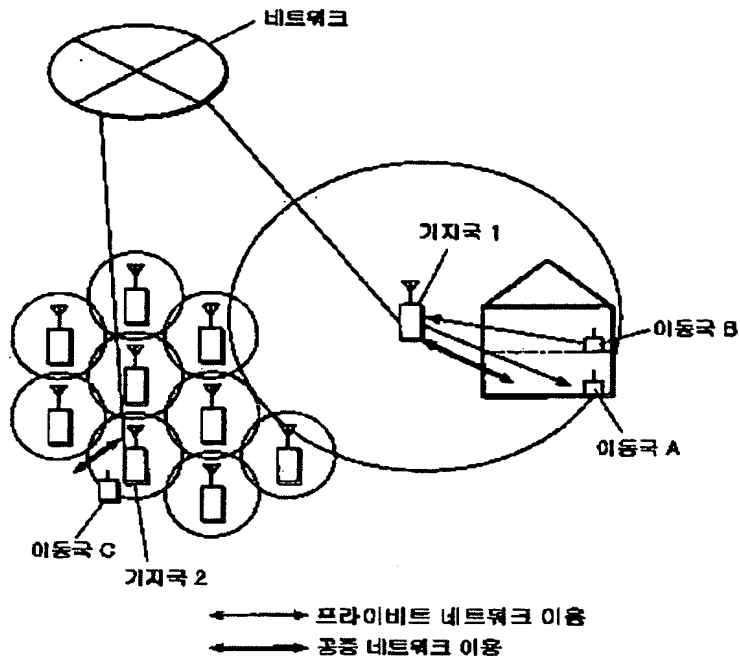 네트워크
기지국 1
이동국 B
이동국 A
이동국 C
기지국 2
프라이비트 네트워크 이용
공중 네트워크 이용